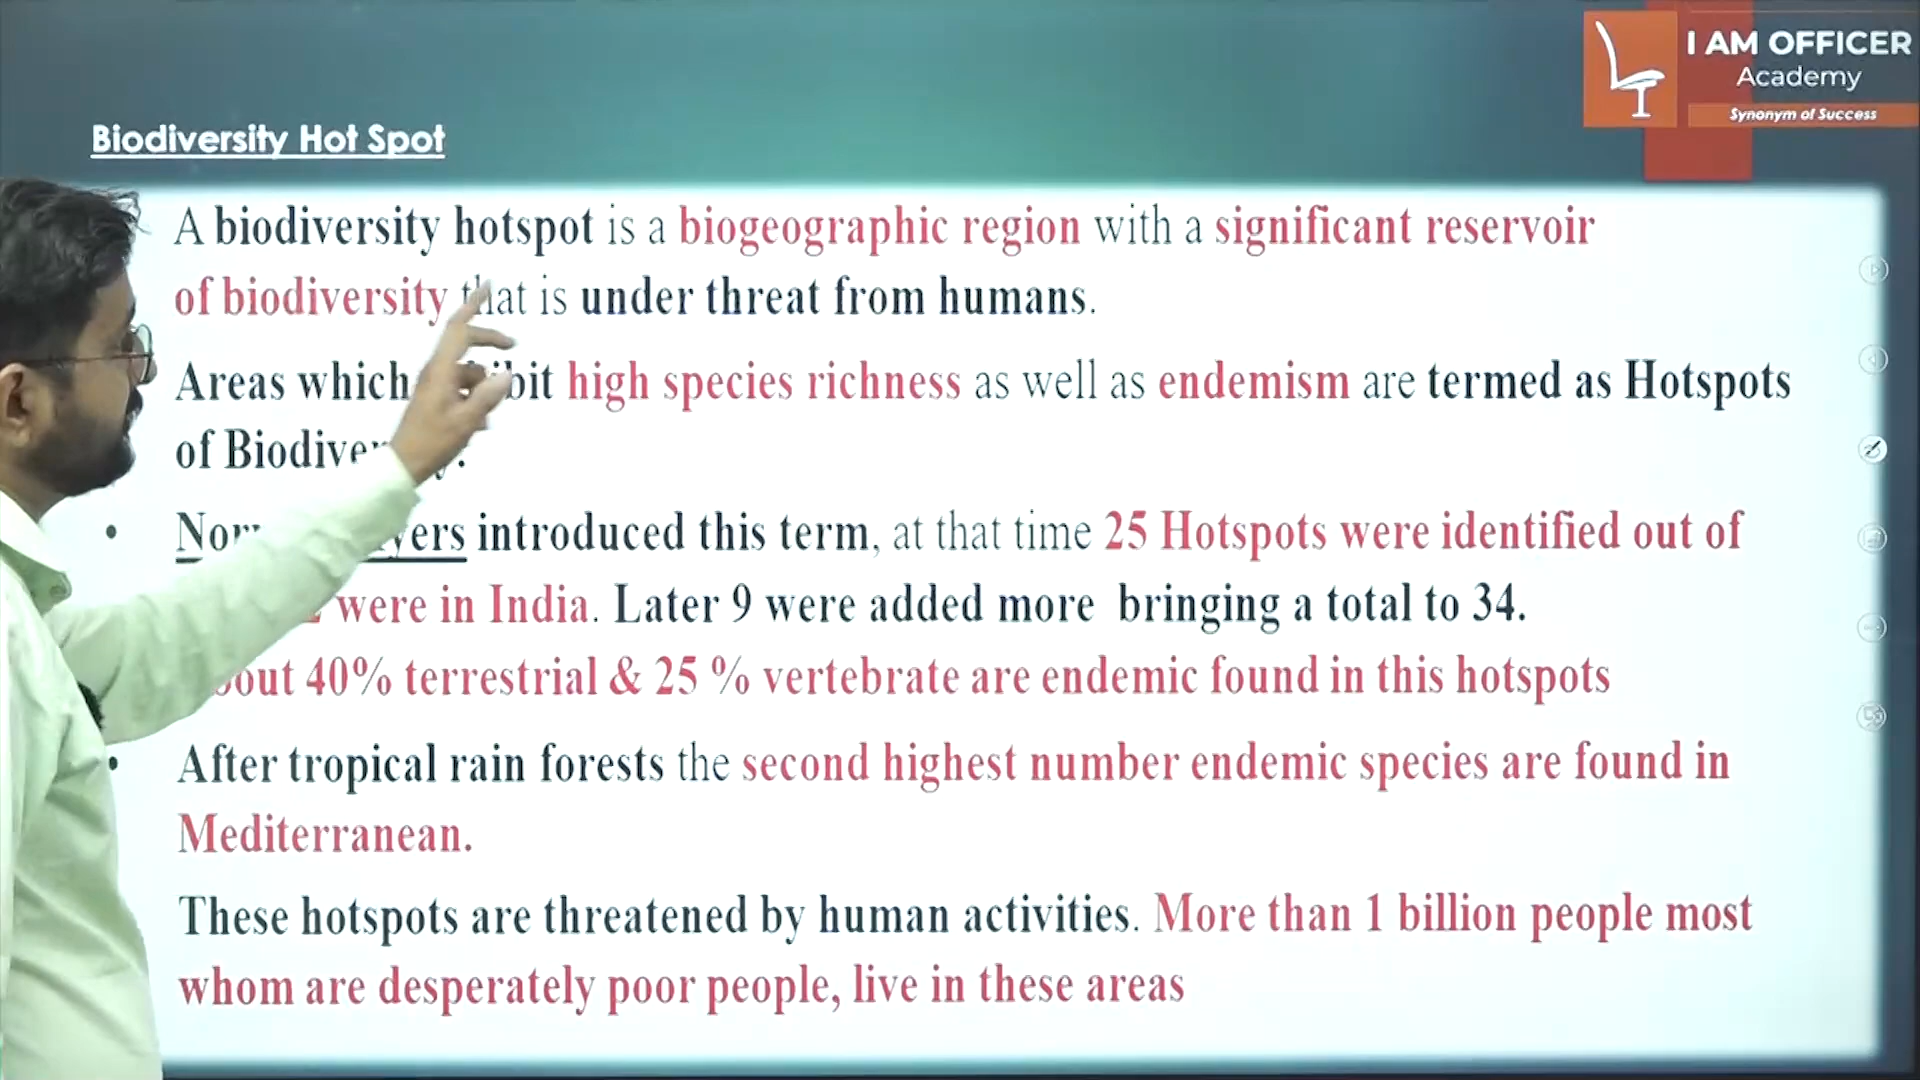 I AM OFFICER
Academy
Synonym of Success
Biodiversity Hot Spot
A biodiversity hotspot is a biogeographic region with a significant reservoir
of biodiversity that is under threat from humans.
Areas which high species richness as well as endemism are termed as Hotspots
of
introduced this term, at that time 25 Hotspots were identified out of
were in India. Later 9 were added more bringing a total to 34.
40% terrestrial & 25 % vertebrate are endemic found in this hotspots
• After tropical rain forests the second highest number endemic species are found in
Mediterranean.
These hotspots are threatened by human activities. More than 1 billion people most
whom are desperately poor people, live in these areas